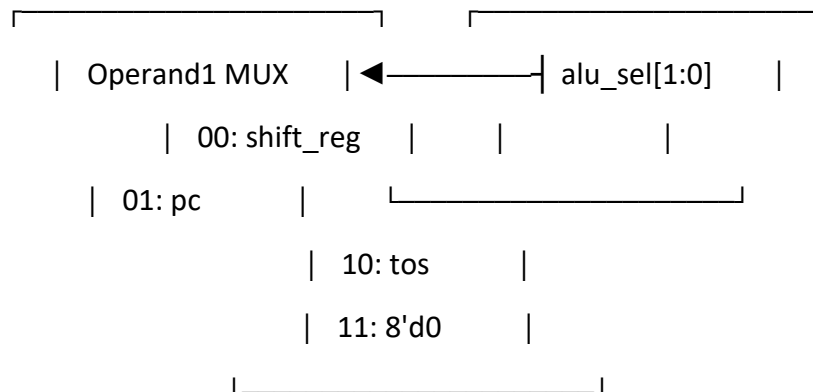 Operand1 MUX alu_sel[1:0]
00: shift_reg
01: pc
10: tos
11: 8'd0